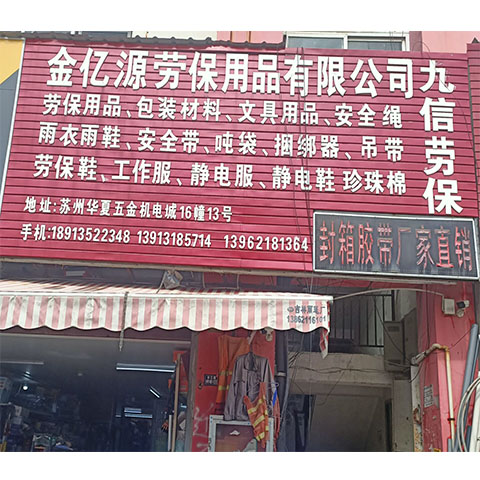 金亿源劳保用品有限公司
九信劳保
劳保用品、包装材料、文具用品、安全绳
雨衣雨鞋、安全带、吨袋、捆绑器、吊带
劳保鞋、工作服、静电服、静电鞋 珍珠棉
地址:苏州华夏五金机电城16幢13号
手机:18913522348 13913185714 13962181364
封箱胶带厂家直销